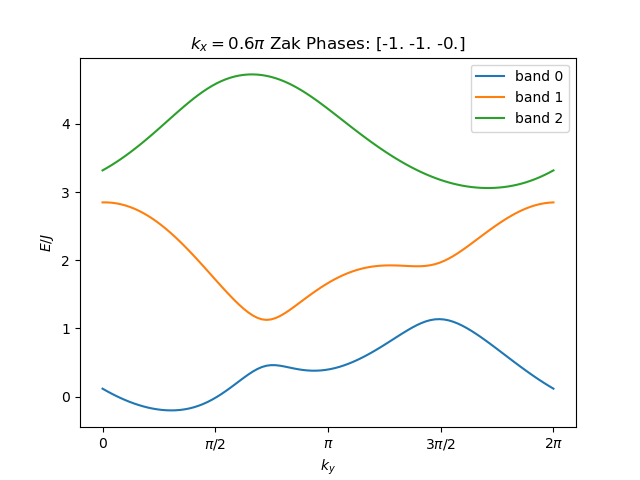 $k_x = 0.6\pi$ Zak Phases: [-1. -1. -0.]
band 0
band 1
band 2
E/J
4
3
2
1
0
0 π/2 π 3π/2 2π
$k_y$